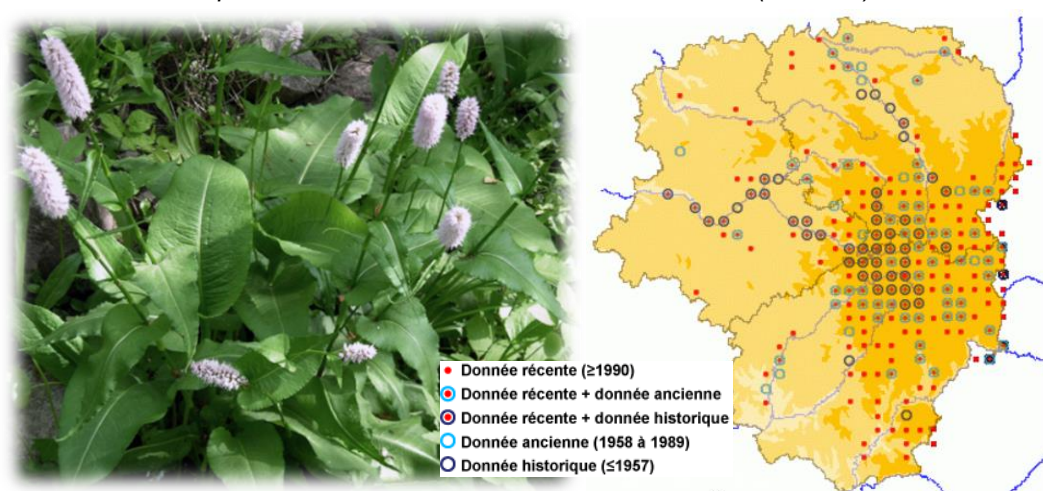 Donnée récente (≥1990)
Donnée récente + donnée ancienne
Donnée récente + donnée historique
Donnée ancienne (1958 à 1989)
Donnée historique (≤1957)